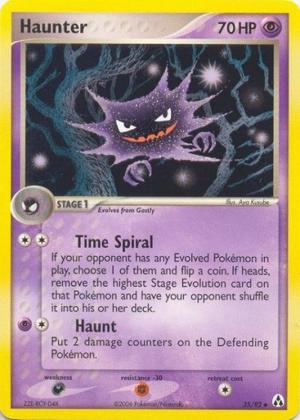 Haunter
70 HP
Illus. Aya Kusube
STAGE 1
Evolves from Gastly
Time Spiral
If your opponent has any Evolved Pokémon in
play, choose 1 of them and flip a coin. If heads,
remove the highest Stage Evolution card on
that Pokémon and have your opponent shuffle
it into his or her deck.
Haunt
Put 2 damage counters on the Defending
Pokémon.
weakness
resistance -30
retreat cost
©2006 Pokémon/Nintendo
35/92